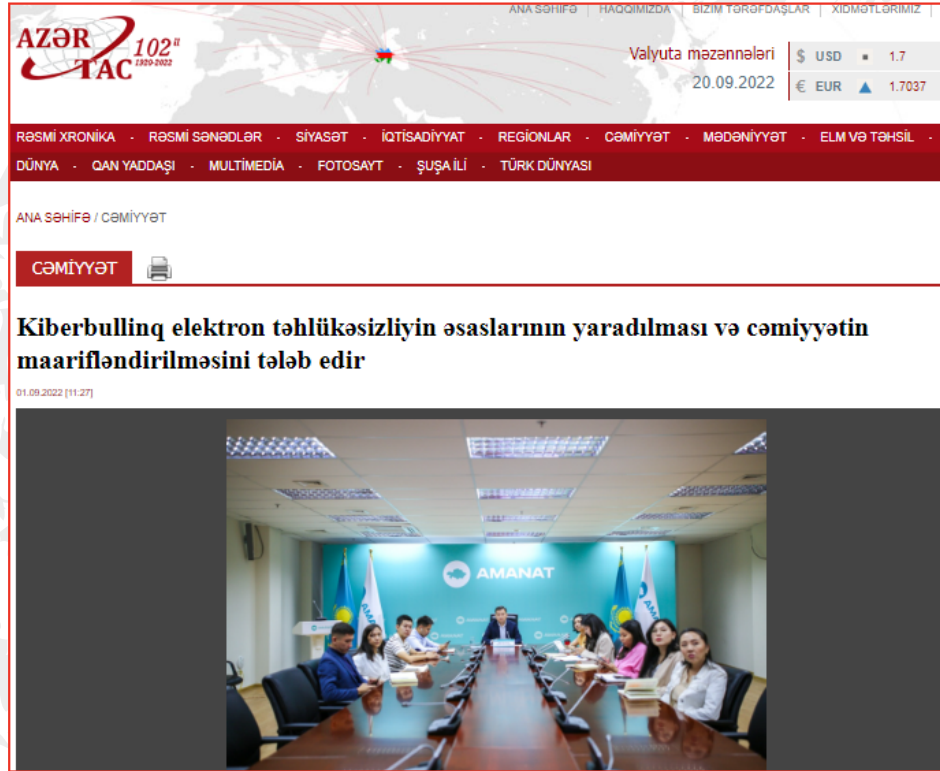 ANA SƏHİFƏ | HAQQIMIZDA | BİZİM TƏRƏFDAŞLAR | XİDMƏTLƏRİMİZ |
AZƏR
TAC
102
1920-2022
Valyuta məzənnələri
20.09.2022
$ USD 1.7
€ EUR ▲ 1.7037
RƏSMİ XRONİKA - RƏSMİ SƏNƏDLƏR - SİYASƏT - İQTİSADİYYAT - REGİONLAR - CƏMİYYƏT - MƏDƏNİYYƏT - ELM VƏ TƏHSİL -
DÜNYA - QAN YADDAŞI - MULTİMEDİA - FOTOSAYT - ŞUŞA İLİ - TÜRK DÜNYASI
ANA SƏHİFƏ / CƏMİYYƏT
CƏMİYYƏT
Kiberbullinq elektron təhlükəsizliyin əsaslarının yaradılması və cəmiyyətin
maarifləndirilməsini tələb edir
01.09.2022 [11:27]
AMANAT